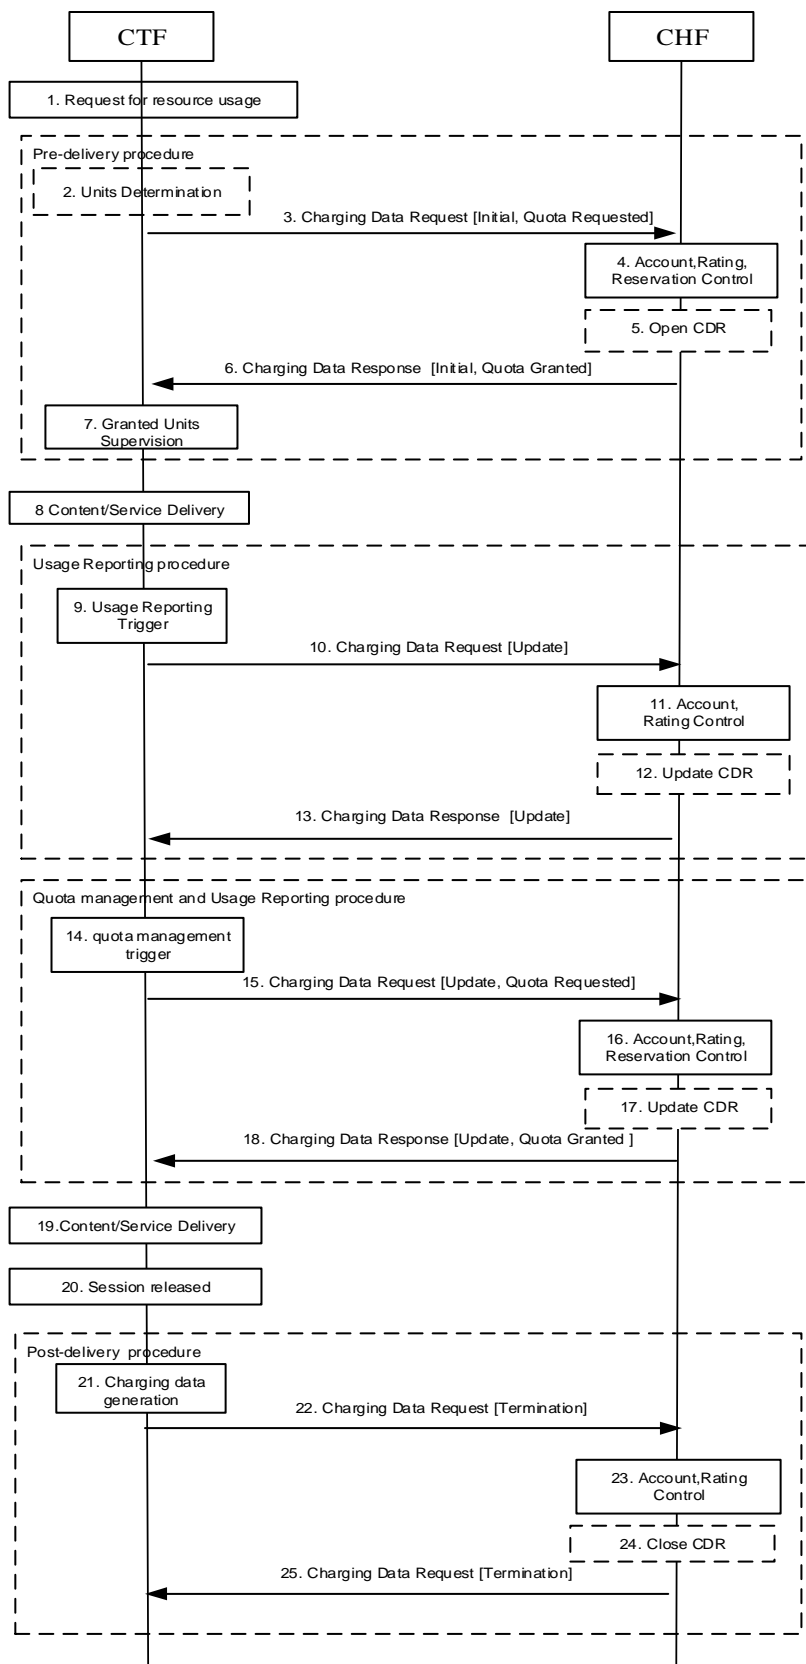 CTF
CHF
1. Request for resource usage
Pre-delivery procedure
2. Units Determination
3. Charging Data Request [Initial, Quota Requested]
4. Account,Rating,
Reservation Control
5. Open CDR
6. Charging Data Response [Initial, Quota Granted]
7. Granted Units
Supervision
8 Content/Service Delivery
Usage Reporting procedure
9. Usage Reporting
Trigger
10. Charging Data Request [Update]
11. Account,
Rating Control
12. Update CDR
13. Charging Data Response [Update]
Quota management and Usage Reporting procedure
14. quota management
trigger
15. Charging Data Request [Update, Quota Requested]
16. Account,Rating,
Reservation Control
17. Update CDR
18. Charging Data Response [Update, Quota Granted ]
19.Content/Service Delivery
20. Session released
Post-delivery procedure
21. Charging data
generation
22. Charging Data Request [Termination]
23. Account,Rating
Control
24. Close CDR
25. Charging Data Request [Termination]